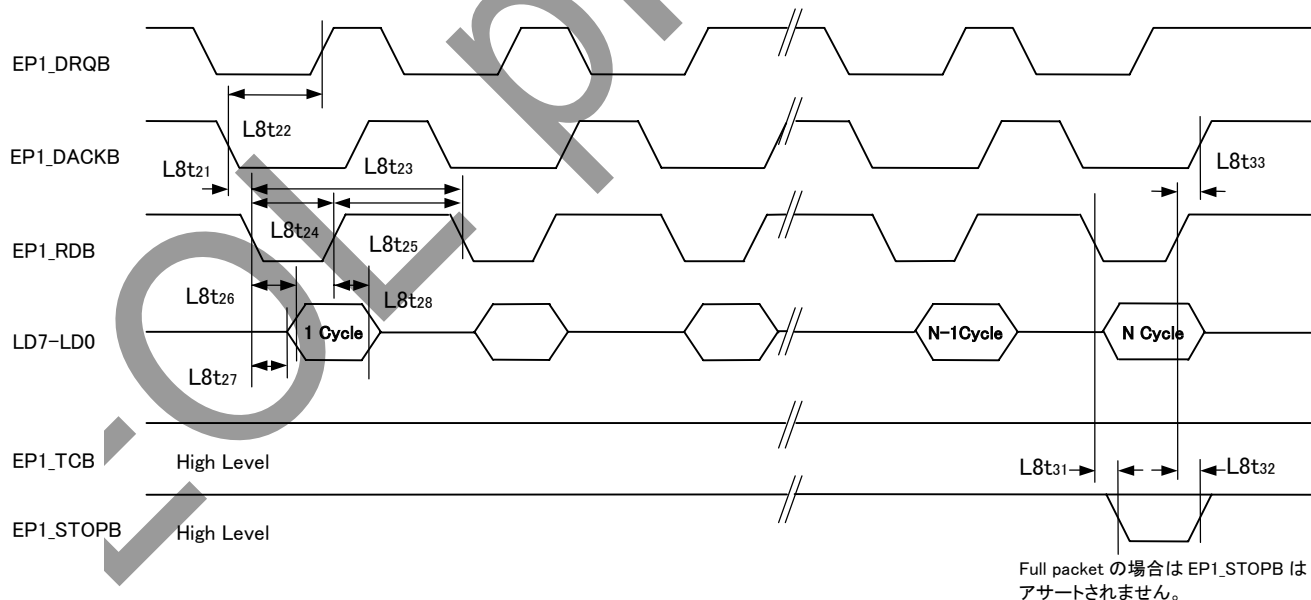 EP1_DRQB
L8t22
EP1_DACKB
L8t21
L8t23
L8t33
L8t24
EP1_RDB
L8t25
L8t26
L8t28
LD7-LD0
1 Cycle
N-1Cycle
N Cycle
L8t27
EP1_TCB
High Level
L8t31
L8t32
EP1_STOPB
High Level
Full packet の場合は EP1_STOPB は
アサートされません。